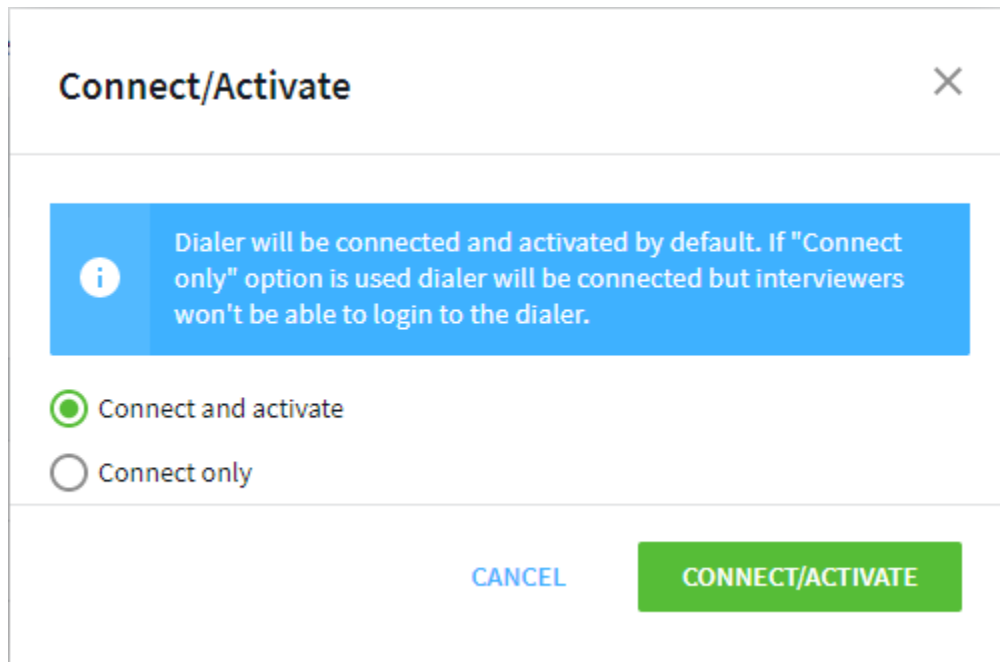 Connect/Activate
Dialer will be connected and activated by default. If "Connect
only" option is used dialer will be connected but interviewers
won't be able to login to the dialer.
Connect and activate
Connect only
CANCEL
CONNECT/ACTIVATE